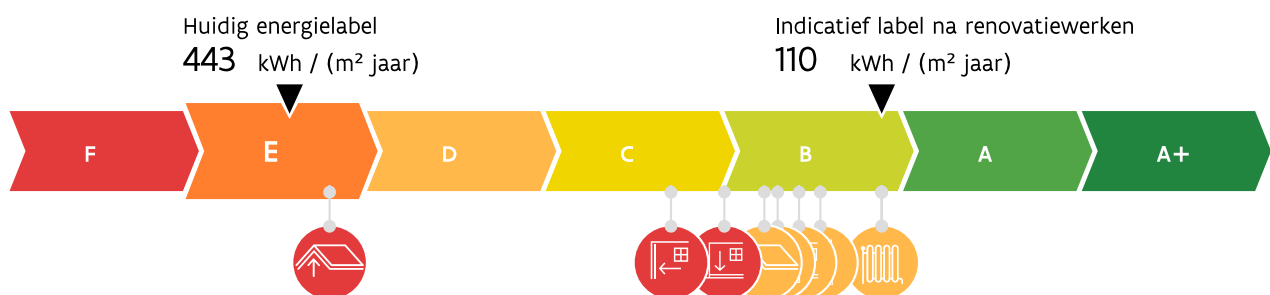 Huidig energielabel
443 kWh / (m² jaar)
Indicatief label na renovatiewerken
110 kWh / (m² jaar)
F E D C B A A+